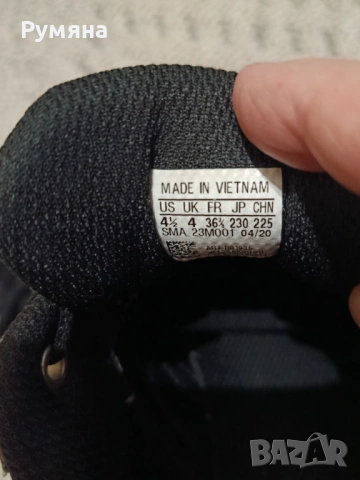 Румяна
MADE IN VIETNAM
US UK FR JP CHN
4½ 4 36⅔ 230 225
SMA 23M001 04/20
BAZAR